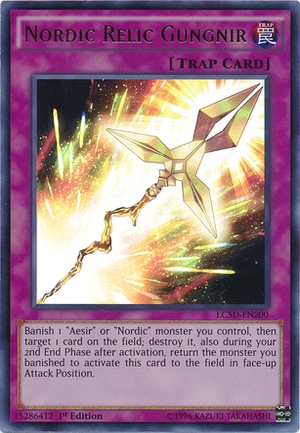 Nordic Relic Gungnir
TRAP
罠
[Trap Card]
LC5D-EN200
Banish 1 "Aesir" or "Nordic" monster you control, then
target 1 card on the field; destroy it, also during your
2nd End Phase after activation, return the monster you
banished to activate this card to the field in face-up
Attack Position.
15286412 1st Edition ©1996 KAZUKI TAKAHASHI